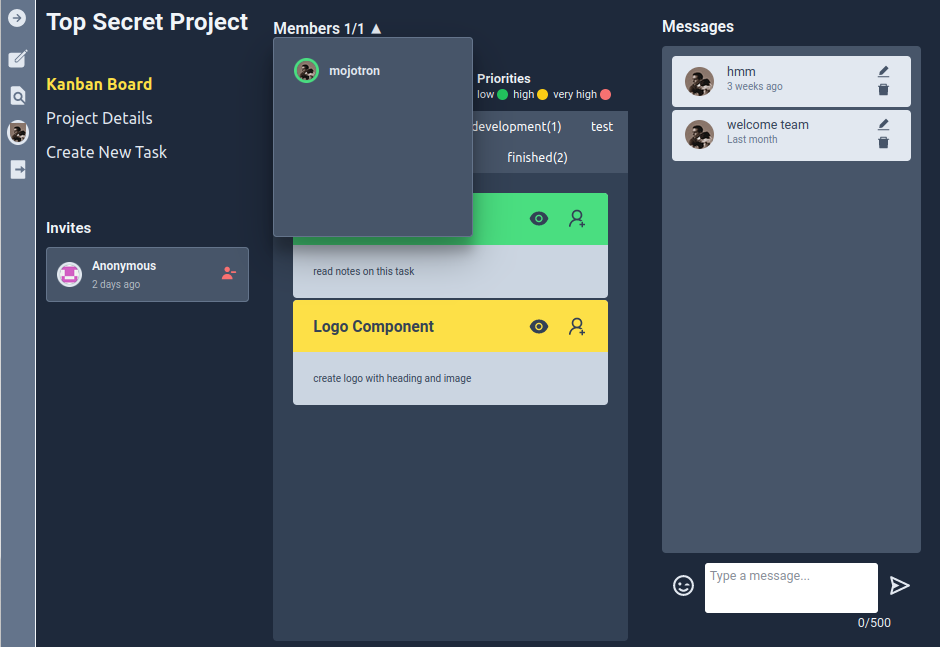 Top Secret Project
Kanban Board
Project Details
Create New Task
Invites
Anonymous
2 days ago
Members 1/1 ▲
mojotron
Priorities
low high very high
development(1) test
finished(2)
read notes on this task
Logo Component
create logo with heading and image
Messages
hmm
3 weeks ago
welcome team
Last month
Type a message...
0/500